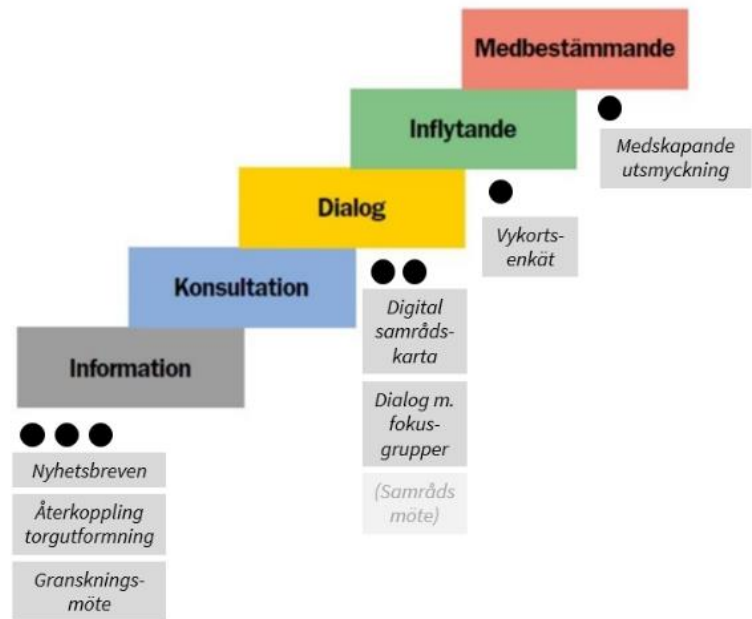 Medbestämmande
Inflytande
Medskapande
utsmyckning
Dialog
Vykorts-
enkät
Konsultation
Digital
samråds-
karta
Dialog m.
fokus-
grupper
(Samråds
möte)
Information
Nyhetsbreven
Återkoppling
torgutformning
Gransknings-
möte